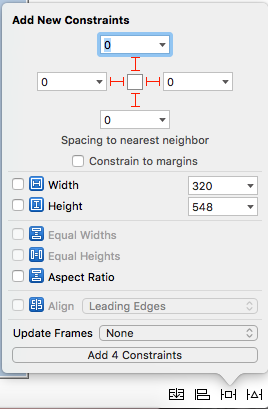 Add New Constraints
0
0 0
0
Spacing to nearest neighbor
Constrain to margins
Width 320
Height 548
Equal Widths
Equal Heights
Aspect Ratio
Align Leading Edges
Update Frames None
Add 4 Constraints